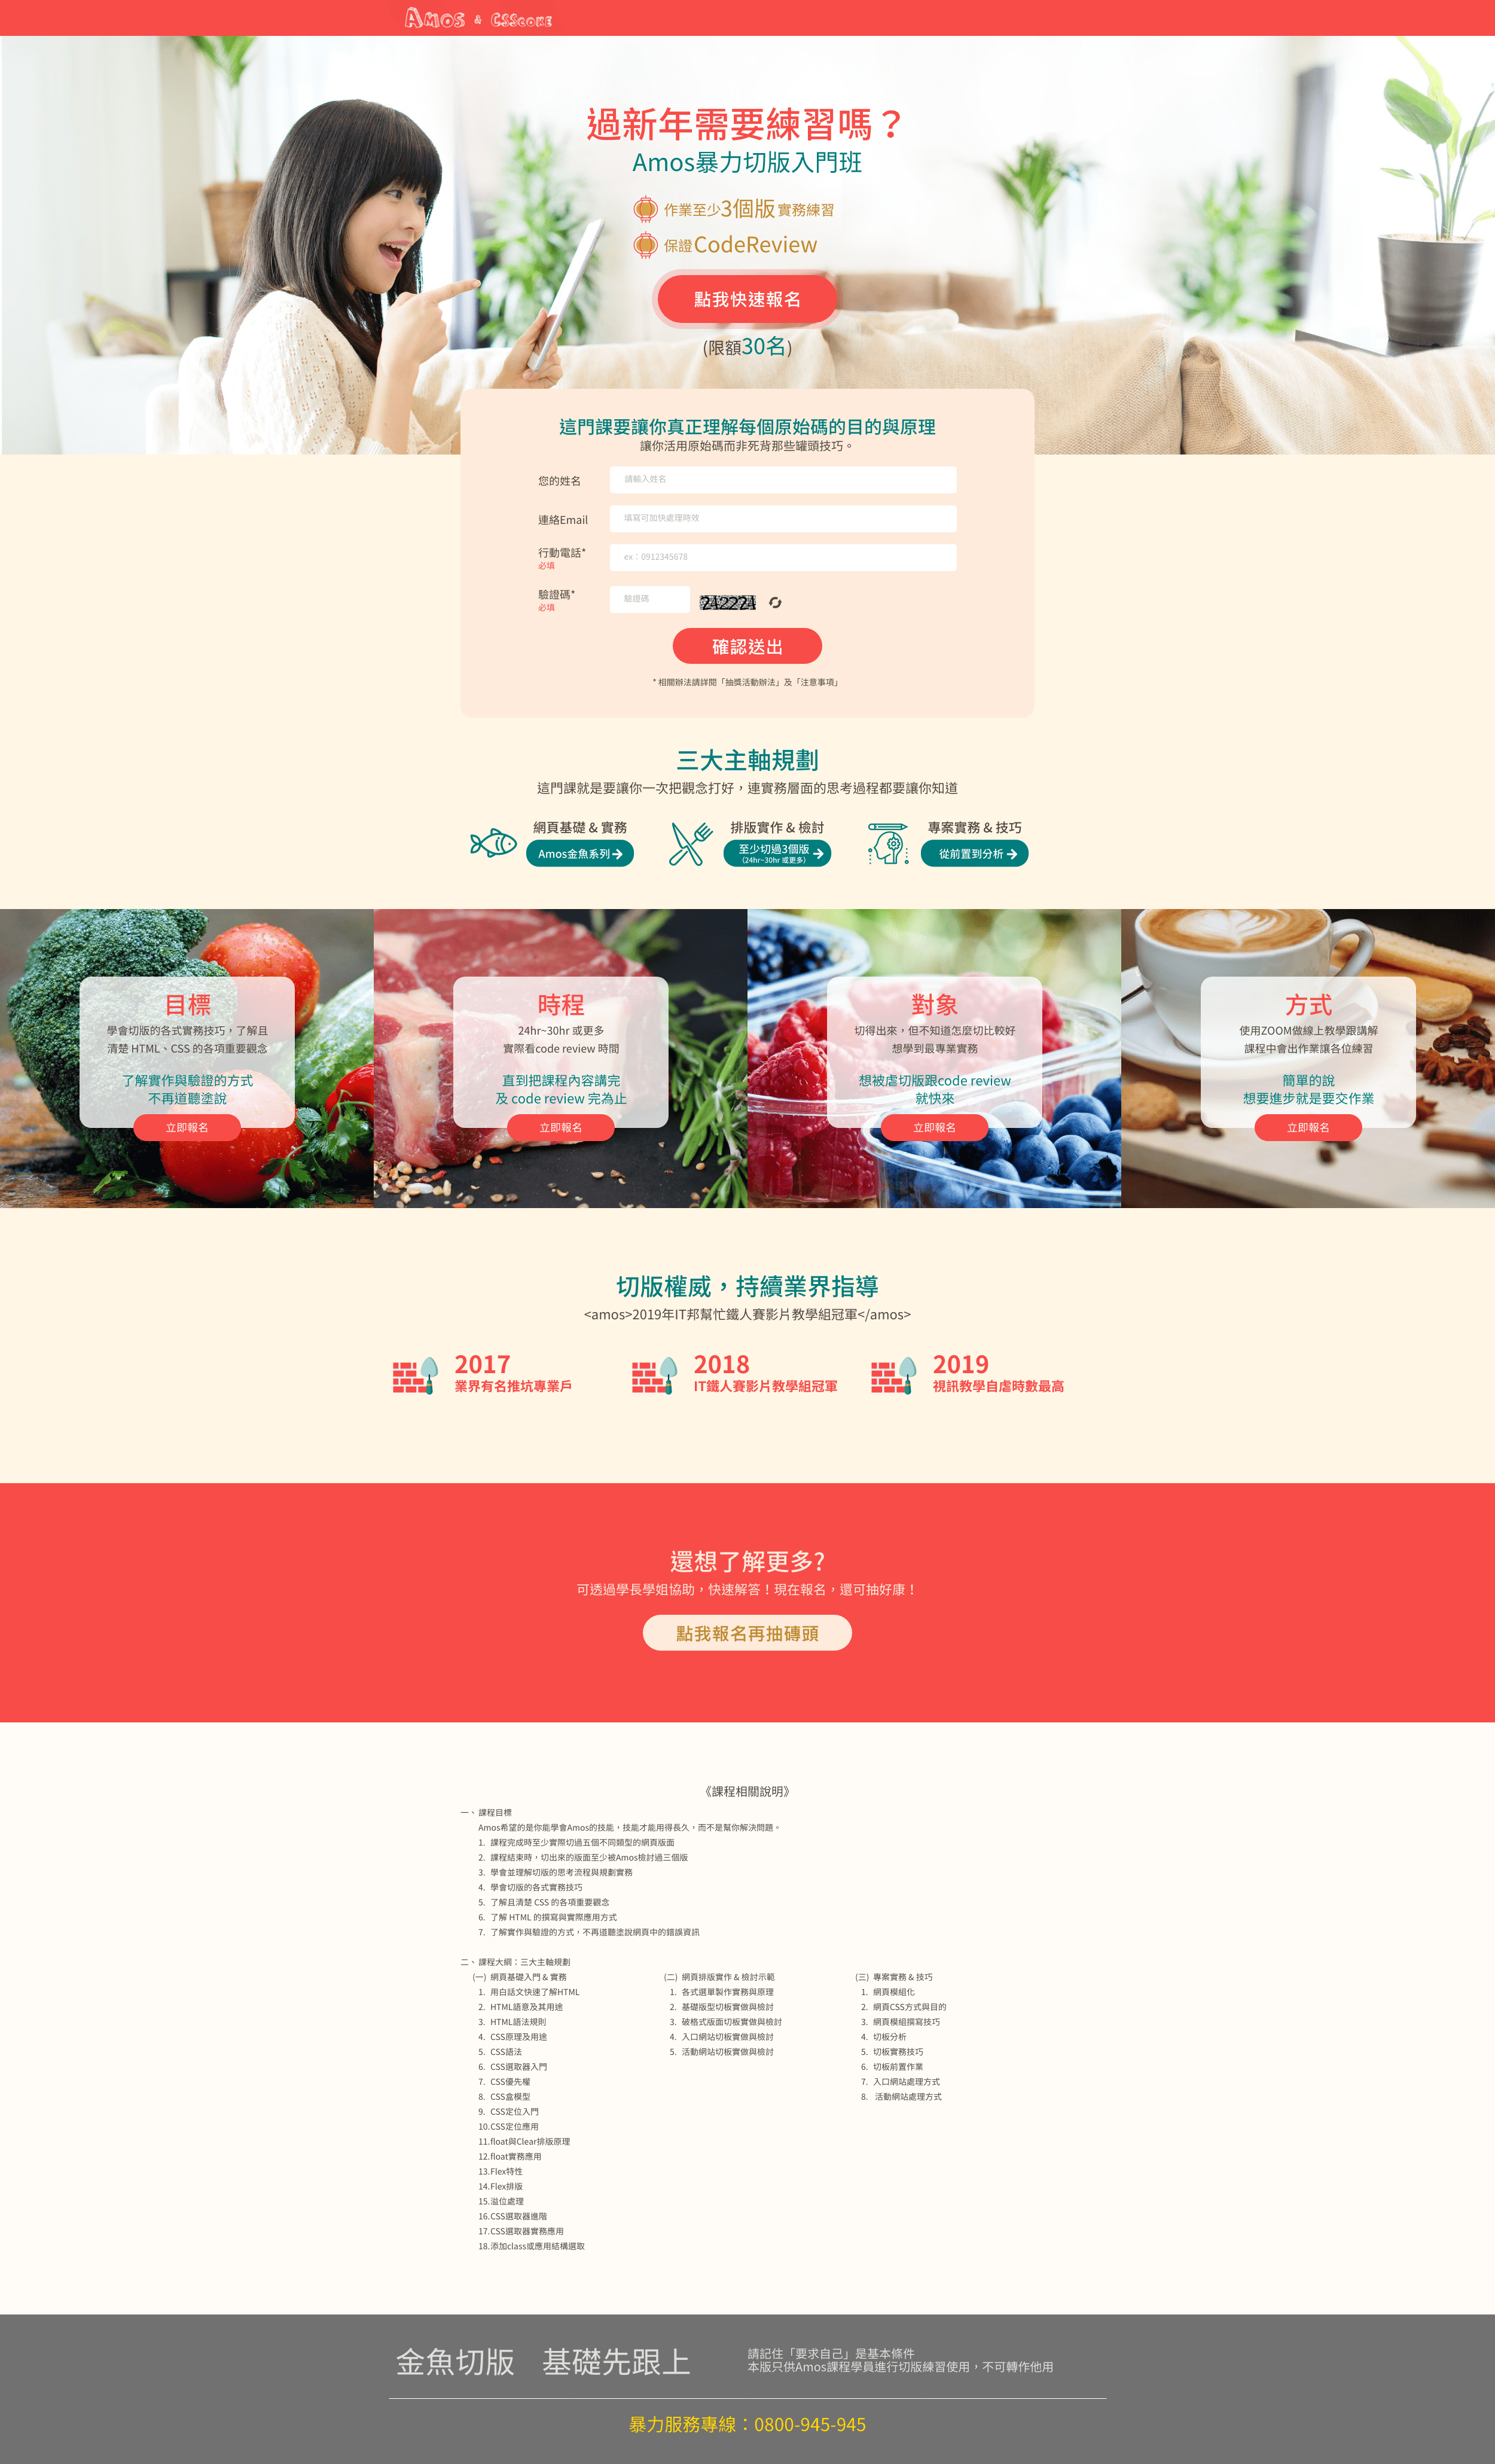 Amos & CSScoke
過新年需要練習嗎？
Amos暴力切版入門班
作業至少3個版 實務練習
保證CodeReview
點我快速報名
(限額30名)
這門課要讓你真正理解每個原始碼的目的與原理
讓你活用原始碼而非死背那些罐頭技巧。
您的姓名 請輸入姓名
連絡Email 填寫可加快處理時效
行動電話* ex：0912345678
必填
驗證碼* 驗證碼
必填
確認送出
* 相關辦法請詳閱「抽獎活動辦法」及「注意事項」
三大主軸規劃
這門課就是要讓你一次把觀念打好，連實務層面的思考過程都要讓你知道
網頁基礎 & 實務
Amos金魚系列
排版實作 & 檢討
至少切過3個版
（24hr~30hr 或更多）
專案實務 & 技巧
從前置到分析
目標
學會切版的各式實務技巧，了解且
清楚 HTML、CSS 的各項重要觀念
了解實作與驗證的方式
不再道聽塗說
立即報名
時程
24hr~30hr 或更多
實際看code review 時間
直到把課程內容講完
及 code review 完為止
立即報名
對象
切得出來，但不知道怎麼切比較好
想學到最專業實務
想被虐切版跟code review
就快來
立即報名
方式
使用ZOOM做線上教學跟講解
課程中會出作業讓各位練習
簡單的說
想要進步就是要交作業
立即報名
切版權威，持續業界指導
<amos>2019年IT邦幫忙鐵人賽影片教學組冠軍</amos>
2017
業界有名推坑專業戶
2018
IT鐵人賽影片教學組冠軍
2019
視訊教學自虐時數最高
還想了解更多?
可透過學長學姐協助，快速解答！現在報名，還可抽好康！
點我報名再抽磚頭
《課程相關說明》
一、課程目標
Amos希望的是你能學會Amos的技能，技能才能用得長久，而不是幫你解決問題。
1. 課程完成時至少實際切過五個不同類型的網頁版面
2. 課程結束時，切出來的版面至少被Amos檢討過三個版
3. 學會並理解切版的思考流程與規劃實務
4. 學會切版的各式實務技巧
5. 了解且清楚 CSS 的各項重要觀念
6. 了解 HTML 的撰寫與實際應用方式
7. 了解實作與驗證的方式，不再道聽塗說網頁中的錯誤資訊
二、課程大綱：三大主軸規劃
(一) 網頁基礎入門 & 實務
1. 用白話文快速了解HTML
2. HTML語意及其用途
3. HTML語法規則
4. CSS原理及用途
5. CSS語法
6. CSS選取器入門
7. CSS優先權
8. CSS盒模型
9. CSS定位入門
10.CSS定位應用
11.float與Clear排版原理
12.float實務應用
13.Flex特性
14.Flex排版
15.溢位處理
16.CSS選取器進階
17.CSS選取器實務應用
18.添加class或應用結構選取
(二) 網頁排版實作 & 檢討示範
1. 各式選單製作實務與原理
2. 基礎版型切板實做與檢討
3. 破格式版面切板實做與檢討
4. 入口網站切板實做與檢討
5. 活動網站切板實做與檢討
(三) 專案實務 & 技巧
1. 網頁模組化
2. 網頁CSS方式與目的
3. 網頁模組撰寫技巧
4. 切板分析
5. 切板實務技巧
6. 切板前置作業
7. 入口網站處理方式
8. 活動網站處理方式
金魚切版 基礎先跟上
請記住「要求自己」是基本條件
本版只供Amos課程學員進行切版練習使用，不可轉作他用
暴力服務專線：0800-945-945